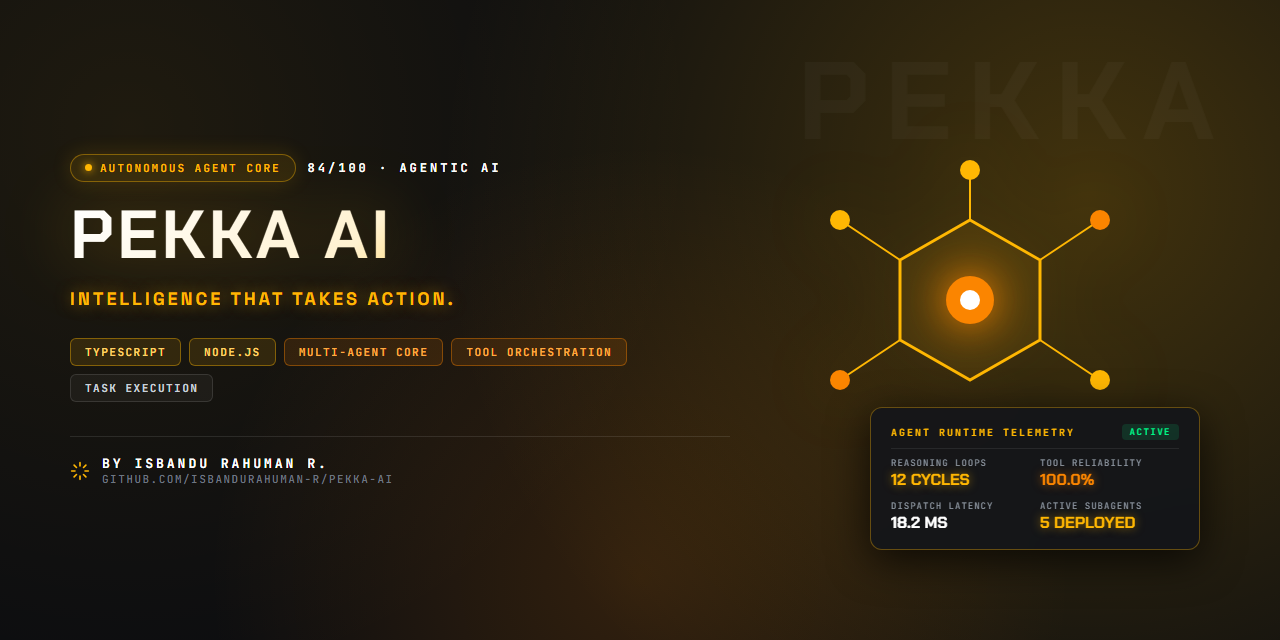 PEKKA
AUTONOMOUS AGENT CORE
84/100 · AGENTIC AI
PEKKA AI
INTELLIGENCE THAT TAKES ACTION.
TYPESCRIPT
NODE.JS
MULTI-AGENT CORE
TOOL ORCHESTRATION
TASK EXECUTION
BY ISBANDU RAHUMAN R.
GITHUB.COM/ISBANDURAHUMAN-R/PEKKA-AI
AGENT RUNTIME TELEMETRY
ACTIVE
REASONING LOOPS
12 CYCLES
TOOL RELIABILITY
100.0%
DISPATCH LATENCY
18.2 MS
ACTIVE SUBAGENTS
5 DEPLOYED